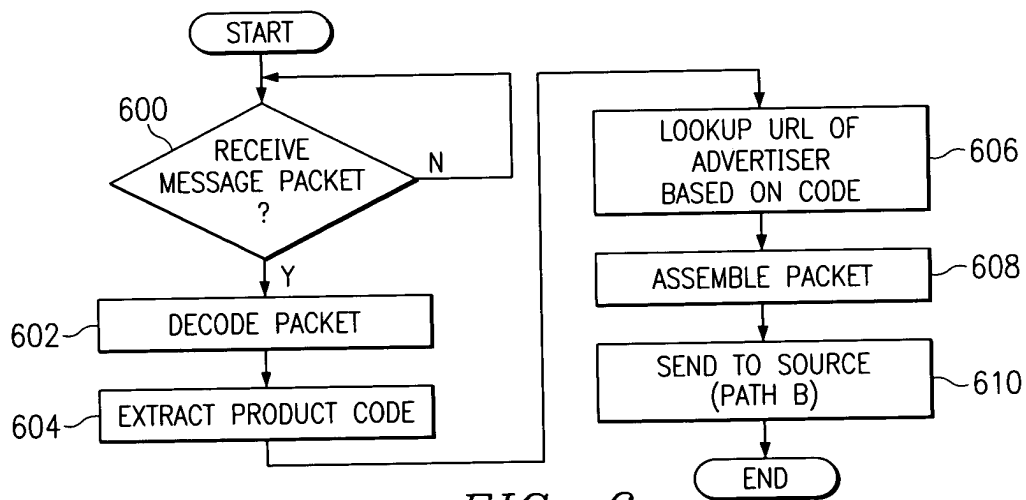 START
600
RECEIVE
MESSAGE PACKET
?
N
Y
602
DECODE PACKET
604
EXTRACT PRODUCT CODE
LOOKUP URL OF
ADVERTISER
BASED ON CODE
606
ASSEMBLE PACKET
608
SEND TO SOURCE
(PATH B)
610
END